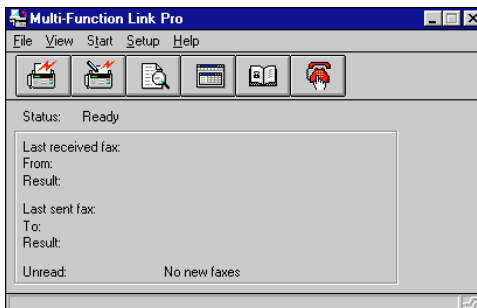 Multi-Function Link Pro
File View Start Setup Help
Status: Ready
Last received fax:
From:
Result:
Last sent fax:
To:
Result:
Unread: No new faxes